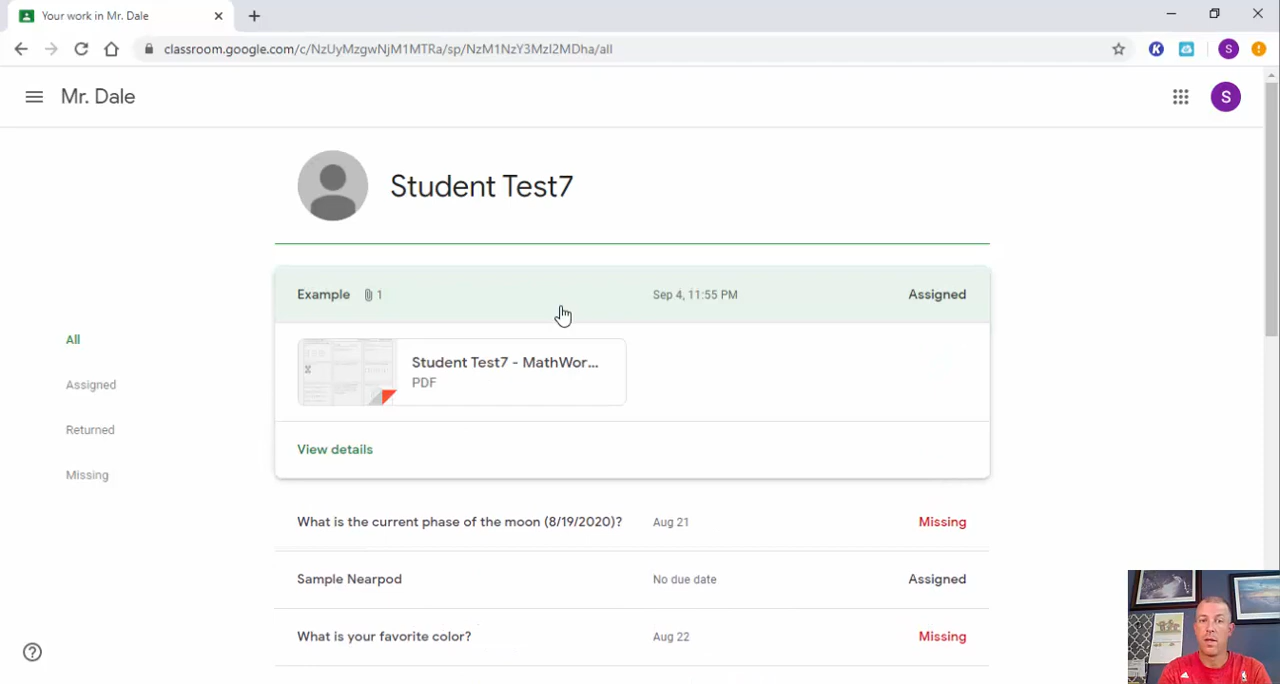 Your work in Mr. Dale
classroom.google.com/c/NzUyMzgwNjM1MTRa/sp/NzM1NzY3MzI2MDha/all
K
S
Mr. Dale
S
Student Test7
Example 1 Sep 4, 11:55 PM Assigned
Student Test7 - MathWor...
PDF
View details
All
Assigned
Returned
Missing
What is the current phase of the moon (8/19/2020)? Aug 21 Missing
Sample Nearpod No due date Assigned
What is your favorite color? Aug 22 Missing